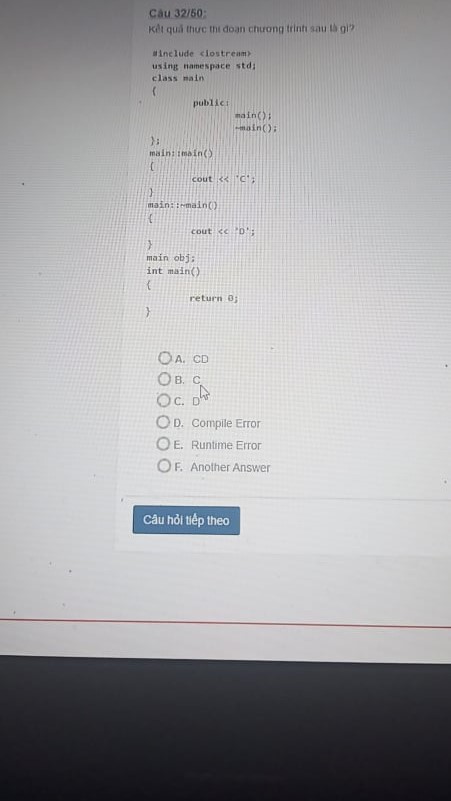 Câu 32/50:
Kết quả thực thi đoạn chương trình sau là gì?
#include <iostream>
using namespace std;
class main
{
public:
main();
~main();
};
main::main()
{
cout << 'C';
}
main::~main()
{
cout << 'D';
}
main obj;
int main()
{
return 0;
}
A. CD
B. C
C. D
D. Compile Error
E. Runtime Error
F. Another Answer
Câu hỏi tiếp theo